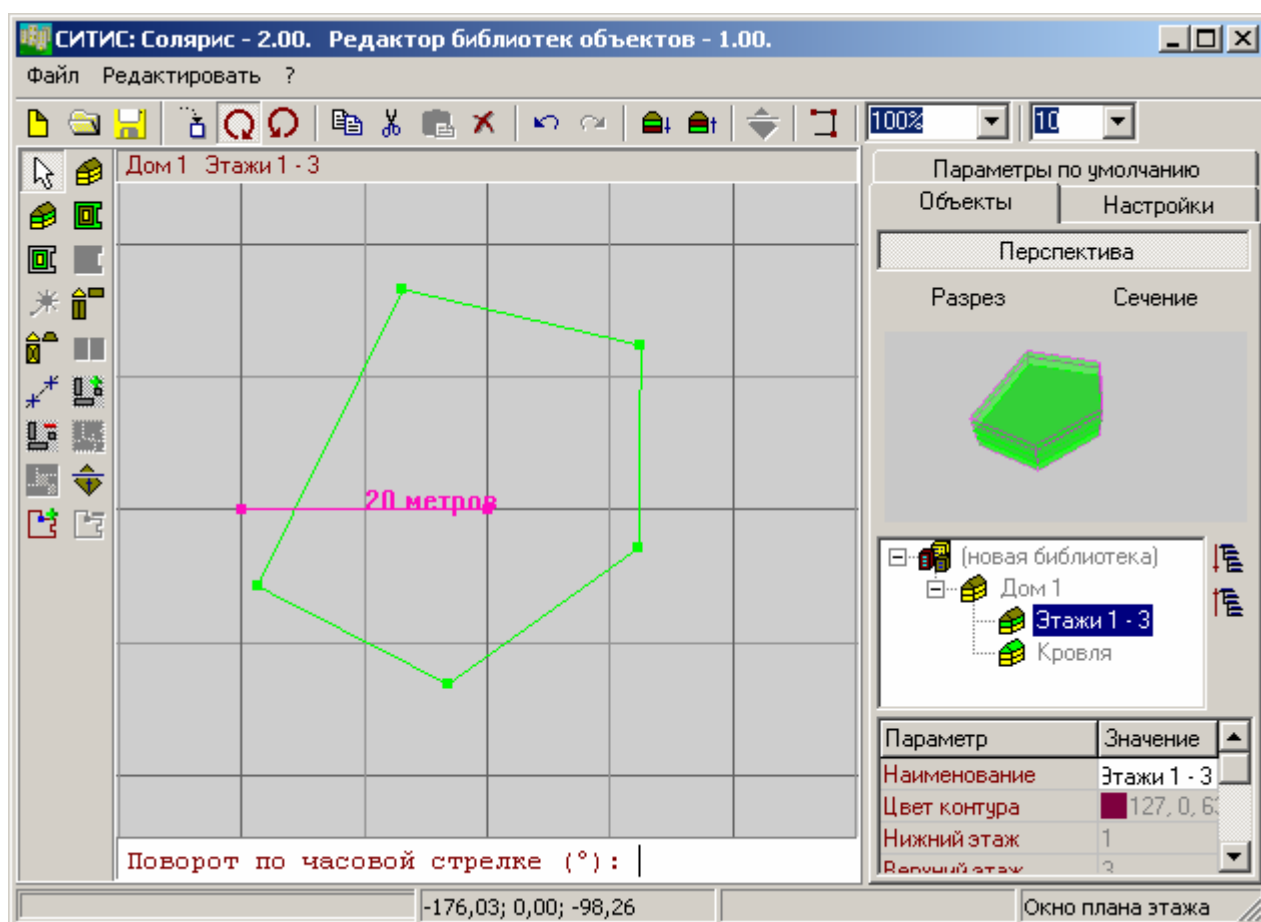 СИТИС: Солярис - 2.00.   Редактор библиотек объектов - 1.00.
Файл   Редактировать   ?
100%   10
Дом 1   Этажи 1 - 3
Параметры по умолчанию
Объекты   Настройки
Перспектива
Разрез   Сечение
20 метров
(новая библиотека)
Дом 1
Этажи 1 - 3
Кровля
Параметр   Значение
Наименование   Этажи 1 - 3
Цвет контура   127, 0, 63
Нижний этаж   1
Верхний этаж   3
Поворот по часовой стрелке (°):
-176,03; 0,00; -98,26   Окно плана этажа